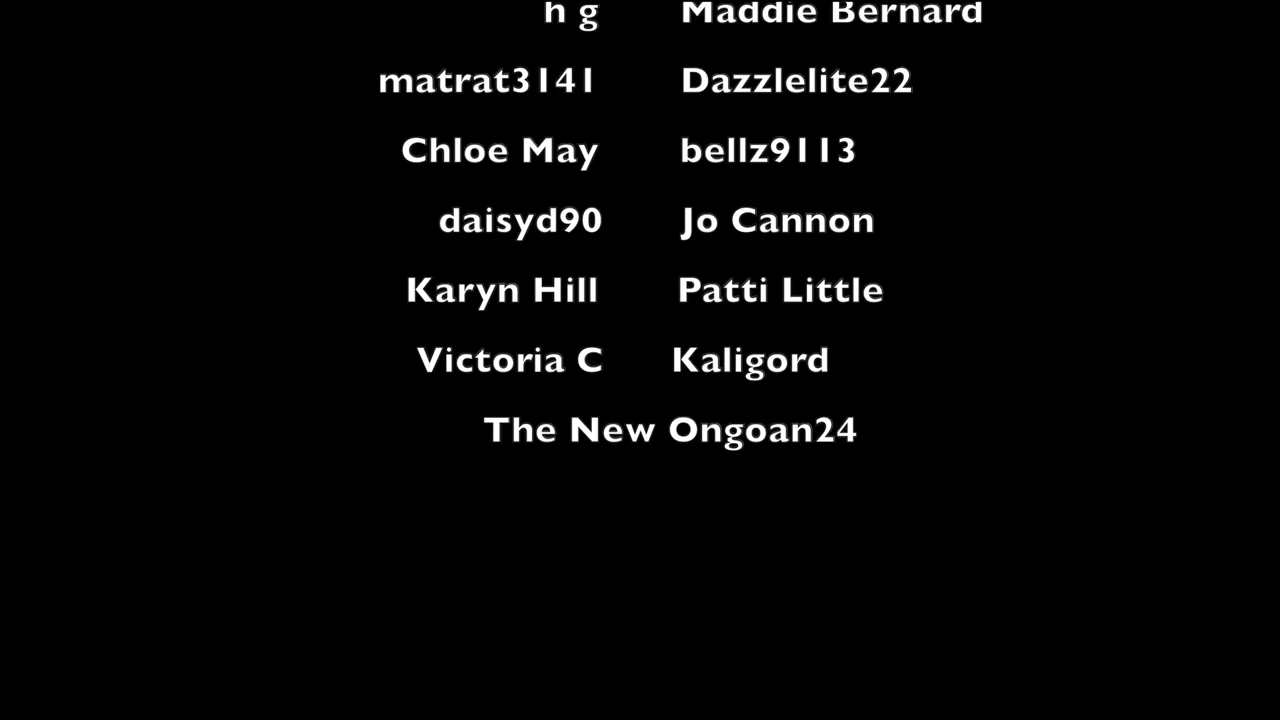 h g Maddie Bernard
matrat3141 Dazzlelite22
Chloe May bellz9113
daisyd90 Jo Cannon
Karyn Hill Patti Little
Victoria C Kaligord
The New Ongoan24